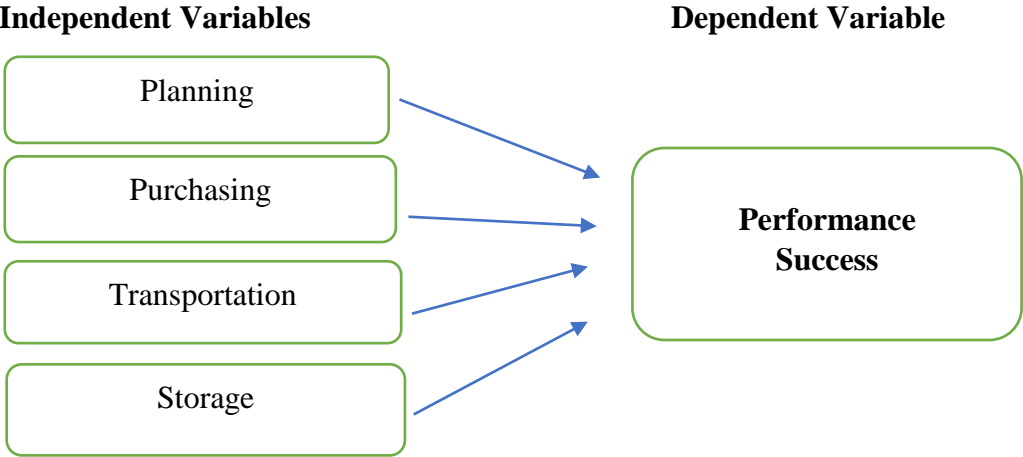 Independent Variables
Dependent Variable
Planning
Purchasing
Transportation
Storage
Performance
Success